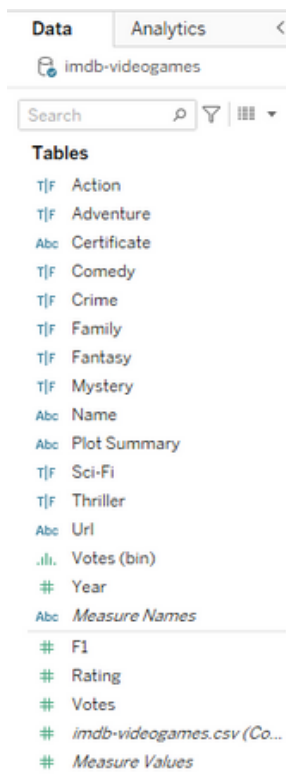 Data Analytics <
imdb-videogames
Search
Tables
T|F Action
T|F Adventure
Abc Certificate
T|F Comedy
T|F Crime
T|F Family
T|F Fantasy
T|F Mystery
Abc Name
Abc Plot Summary
T|F Sci-Fi
T|F Thriller
Abc Url
Votes (bin)
# Year
Abc Measure Names
# F1
# Rating
# Votes
# imdb-videogames.csv (Co...
# Measure Values